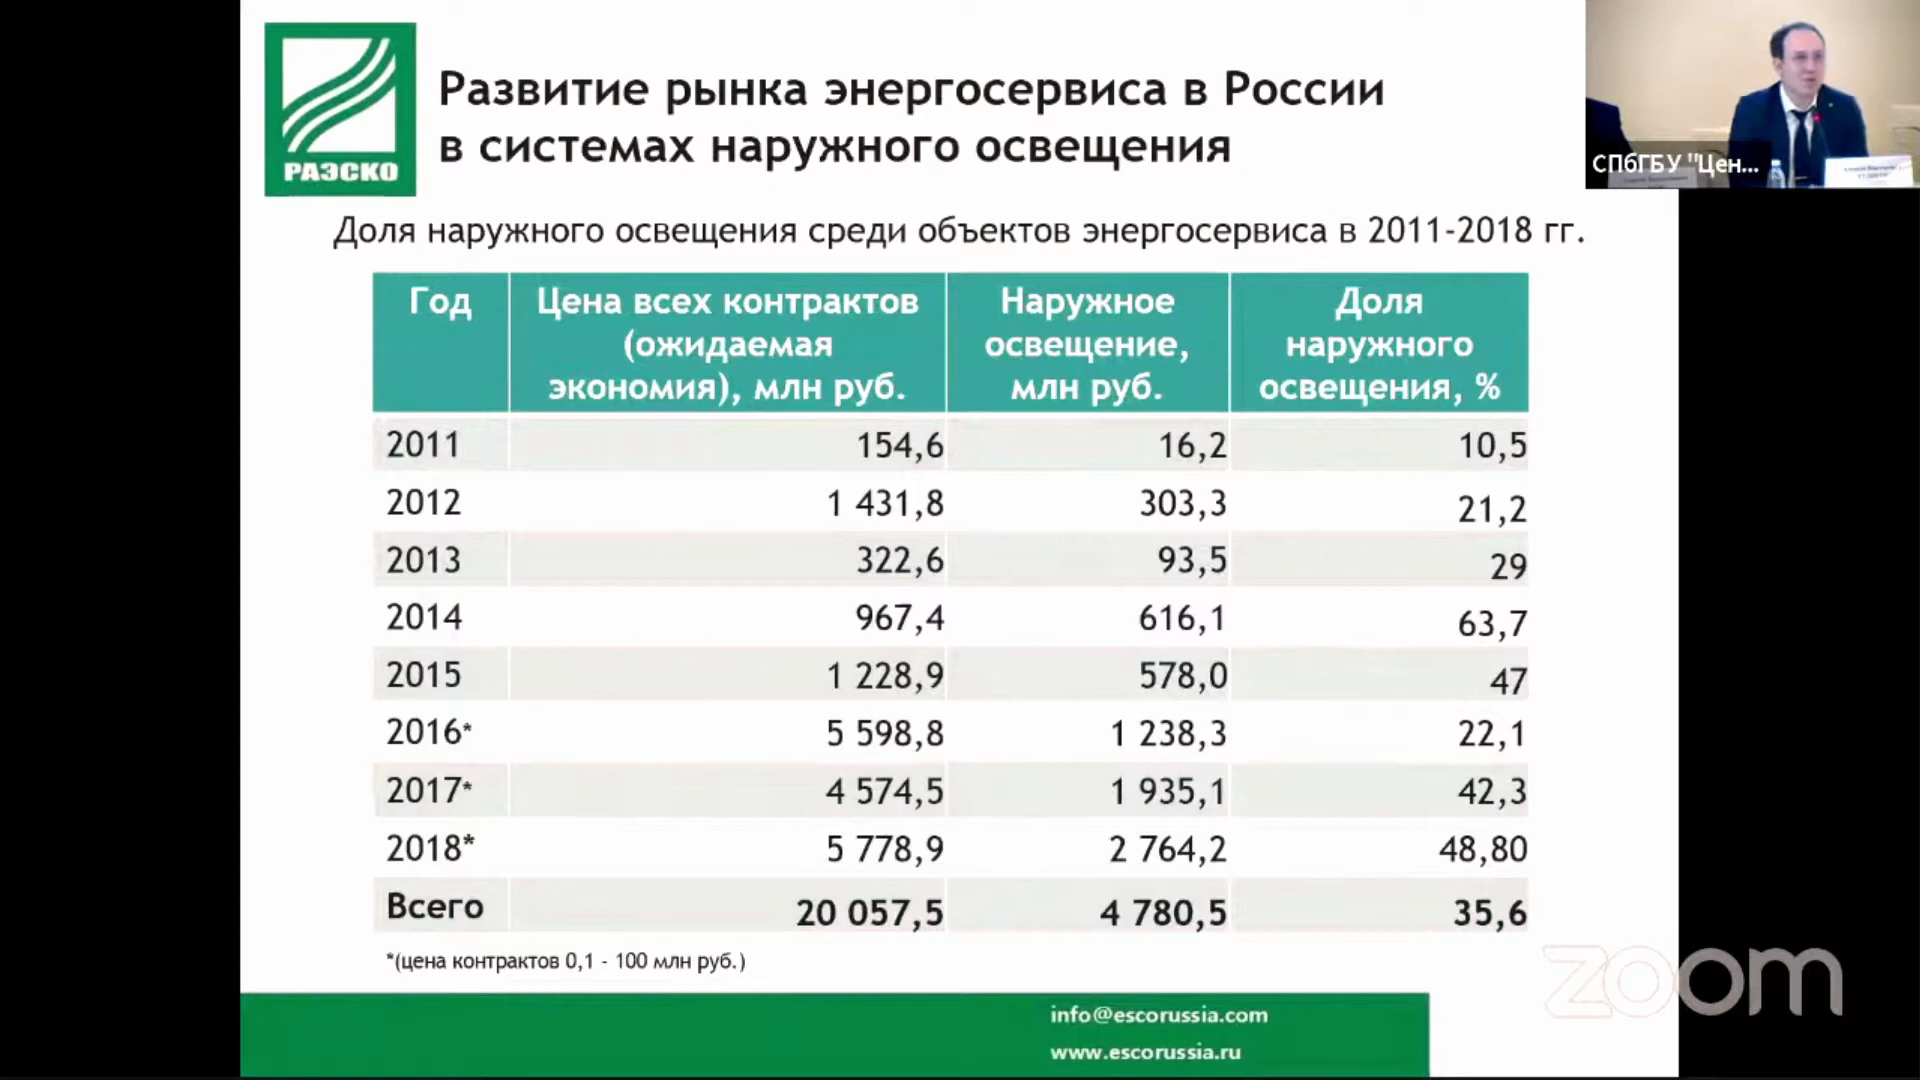 РАЭСКО
Развитие рынка энергосервиса в России
в системах наружного освещения
СПбГБУ "Цен...
Доля наружного освещения среди объектов энергосервиса в 2011-2018 гг.
Год Цена всех контрактов (ожидаемая экономия), млн руб. Наружное освещение, млн руб. Доля наружного освещения, %
2011 154,6 16,2 10,5
2012 1 431,8 303,3 21,2
2013 322,6 93,5 29
2014 967,4 616,1 63,7
2015 1 228,9 578,0 47
2016* 5 598,8 1 238,3 22,1
2017* 4 574,5 1 935,1 42,3
2018* 5 778,9 2 764,2 48,80
Всего 20 057,5 4 780,5 35,6
*(цена контрактов 0,1 - 100 млн руб.)
zoom
info@escorussia.com
www.escorussia.ru